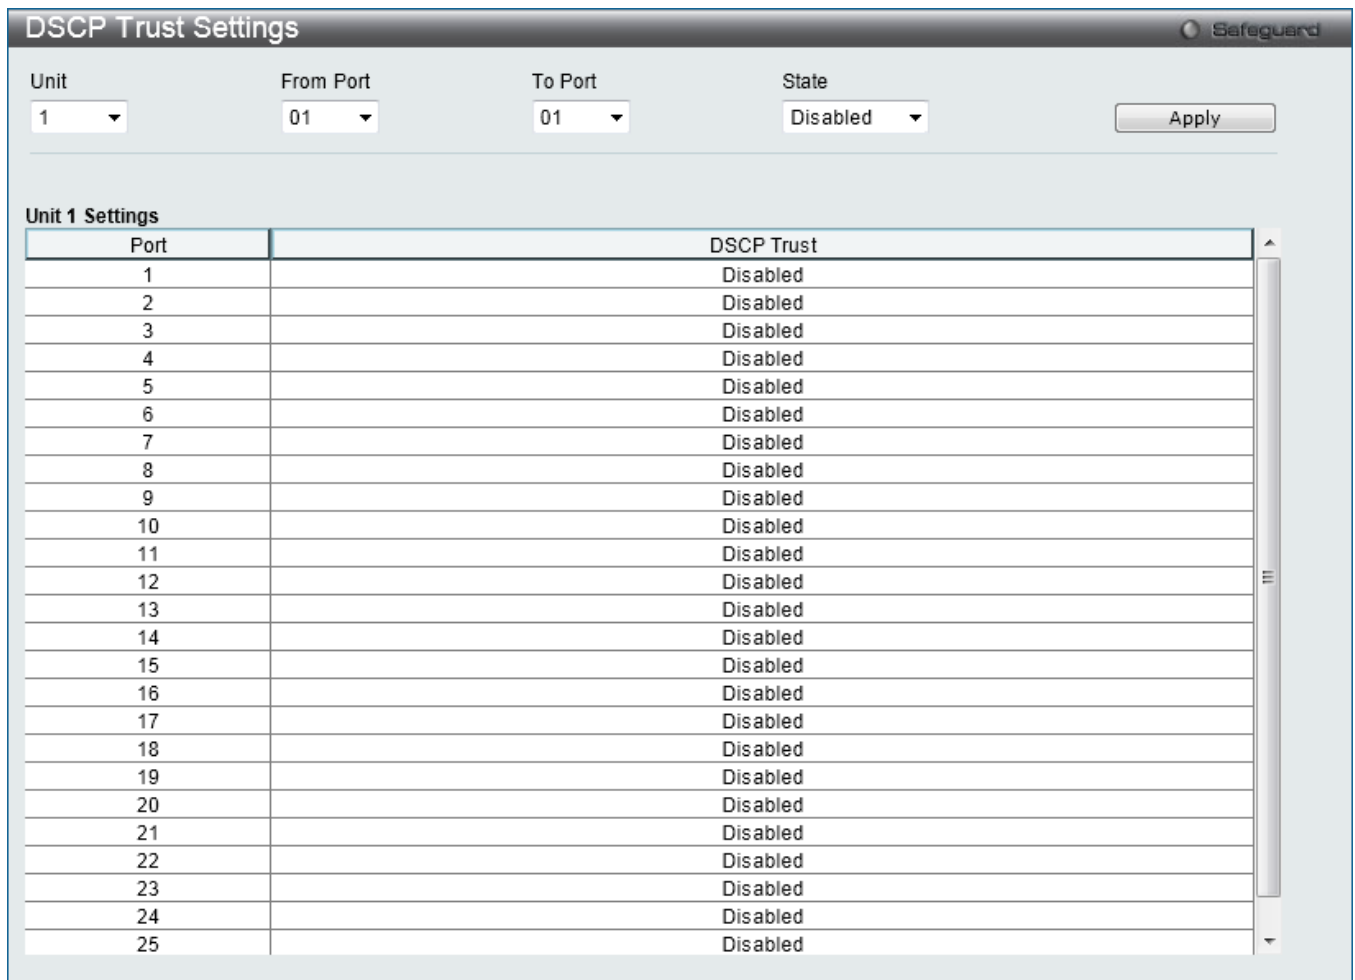 DSCP Trust Settings
Safeguard
Unit From Port To Port State
1 01 01 Disabled Apply
Unit 1 Settings
Port DSCP Trust
1 Disabled
2 Disabled
3 Disabled
4 Disabled
5 Disabled
6 Disabled
7 Disabled
8 Disabled
9 Disabled
10 Disabled
11 Disabled
12 Disabled
13 Disabled
14 Disabled
15 Disabled
16 Disabled
17 Disabled
18 Disabled
19 Disabled
20 Disabled
21 Disabled
22 Disabled
23 Disabled
24 Disabled
25 Disabled